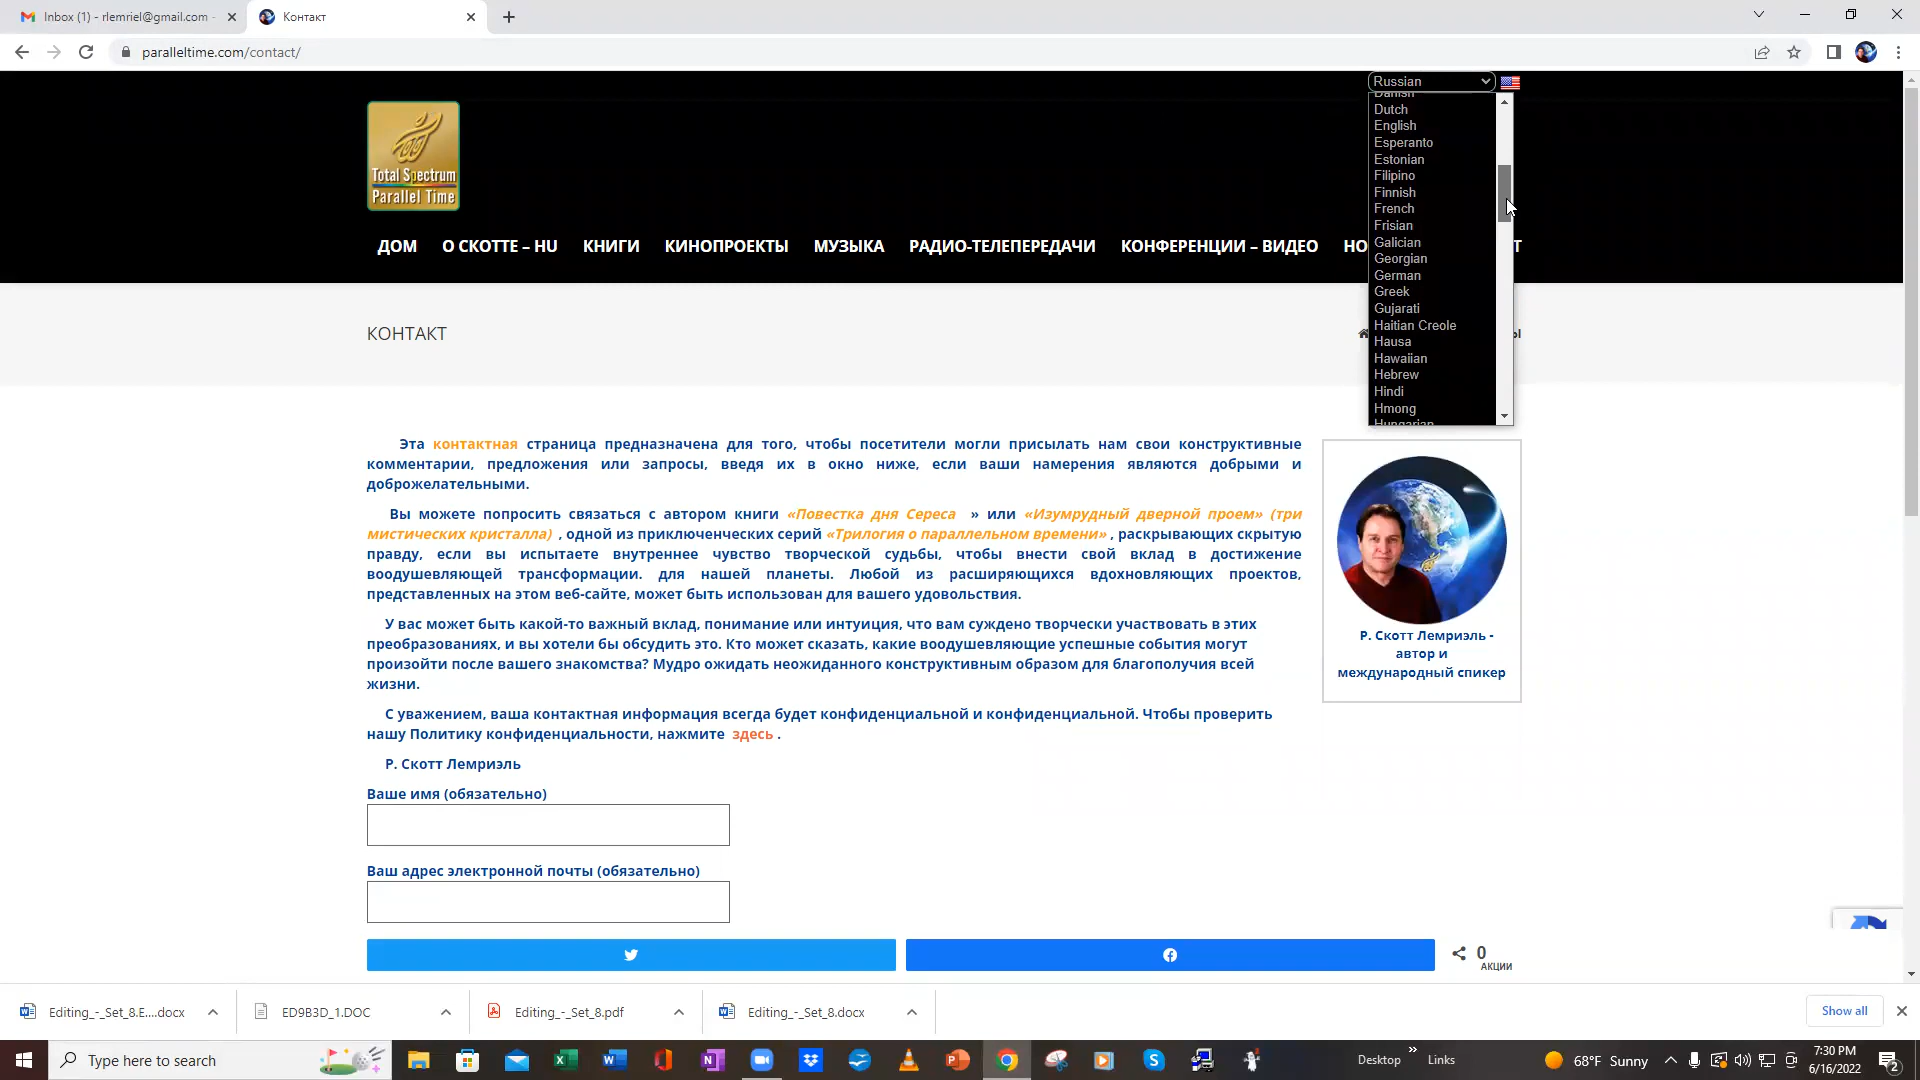 Inbox (1) - rlemriel@gmail.com -
Контакт
paralleltime.com/contact/
Russian
Danish
Dutch
English
Esperanto
Estonian
Filipino
Finnish
French
Frisian
Galician
Georgian
German
Greek
Gujarati
Haitian Creole
Hausa
Hawaiian
Hebrew
Hindi
Hmong
Hungarian
Total Spectrum
Parallel Time
ДОМ О СКОТТЕ – HU КНИГИ КИНОПРОЕКТЫ МУЗЫКА РАДИО-ТЕЛЕПЕРЕДАЧИ КОНФЕРЕНЦИИ – ВИДЕО НО Т
КОНТАКТ
Ы
Эта контактная страница предназначена для того, чтобы посетители могли присылать нам свои конструктивные
комментарии, предложения или запросы, введя их в окно ниже, если ваши намерения являются добрыми и
доброжелательными.
Вы можете попросить связаться с автором книги «Повестка дня Сереса » или «Изумрудный дверной проем» (три
мистических кристалла) , одной из приключенческих серий «Трилогия о параллельном времени» , раскрывающих скрытую
правду, если вы испытаете внутреннее чувство творческой судьбы, чтобы внести свой вклад в достижение
воодушевляющей трансформации. для нашей планеты. Любой из расширяющихся вдохновляющих проектов,
представленных на этом веб-сайте, может быть использован для вашего удовольствия.
У вас может быть какой-то важный вклад, понимание или интуиция, что вам суждено творчески участвовать в этих
преобразованиях, и вы хотели бы обсудить это. Кто может сказать, какие воодушевляющие успешные события могут
произойти после вашего знакомства? Мудро ожидать неожиданного конструктивным образом для благополучия всей
жизни.
С уважением, ваша контактная информация всегда будет конфиденциальной и конфиденциальной. Чтобы проверить
нашу Политику конфиденциальности, нажмите здесь .
Р. Скотт Лемриэль
Р. Скотт Лемриэль -
автор и
международный спикер
Ваше имя (обязательно)
Ваш адрес электронной почты (обязательно)
0
АКЦИИ
Editing_-_Set_8.E....docx
ED9B3D_1.DOC
Editing_-_Set_8.pdf
Editing_-_Set_8.docx
Show all
Type here to search
Desktop
Links
68°F Sunny
7:30 PM
6/16/2022
2